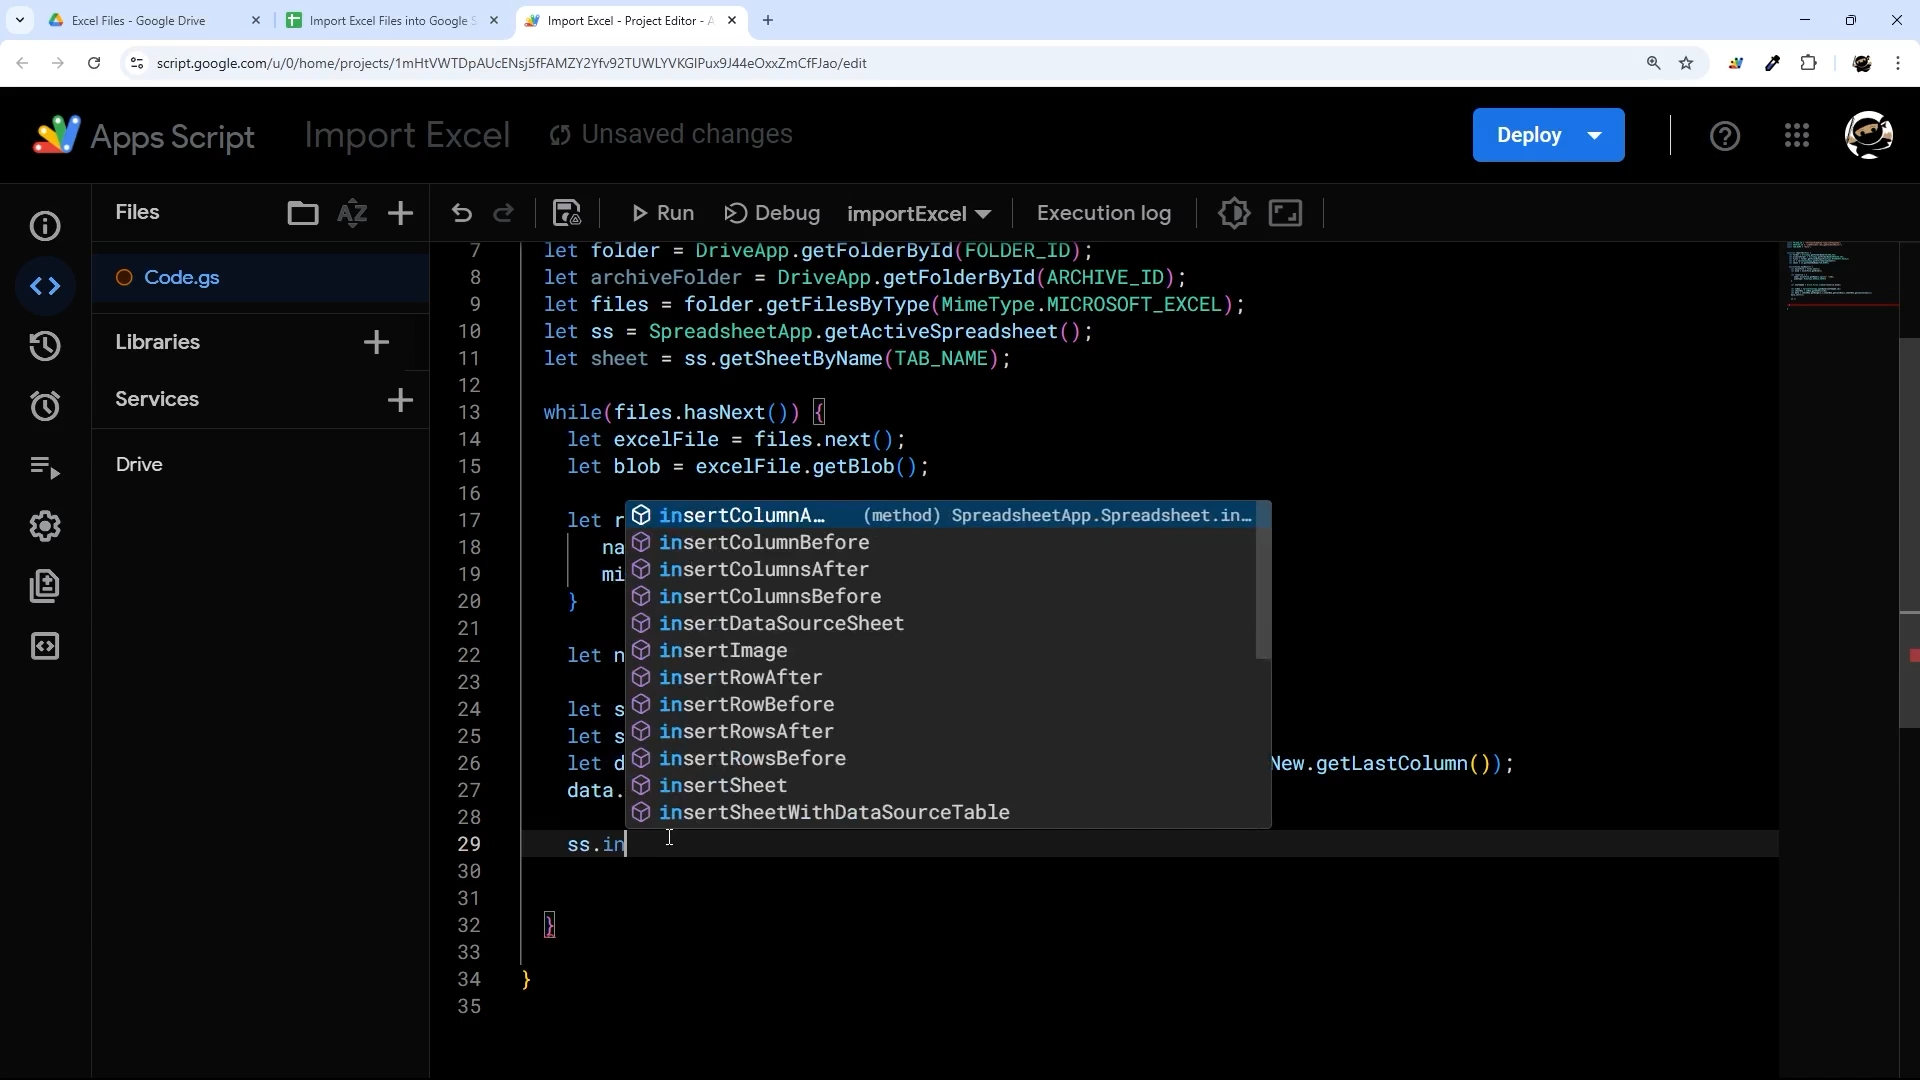 Excel Files - Google Drive
Import Excel Files into Google S
Import Excel - Project Editor - A
script.google.com/u/0/home/projects/1mHtVWTDpAUcENsj5fFAMZY2Yfv92TUWLYVKGlPux9J44eOxxZmCfFJao/edit
Apps Script
Import Excel
Unsaved changes
Deploy
Files
AZ
Run
Debug
importExcel
Execution log
Code.gs
Libraries
Services
Drive
7 let folder = DriveApp.getFolderById(FOLDER_ID);
8 let archiveFolder = DriveApp.getFolderById(ARCHIVE_ID);
9 let files = folder.getFilesByType(MimeType.MICROSOFT_EXCEL);
10 let ss = SpreadsheetApp.getActiveSpreadsheet();
11 let sheet = ss.getSheetByName(TAB_NAME);
12
13 while(files.hasNext()) {
14 let excelFile = files.next();
15 let blob = excelFile.getBlob();
16
17 let r
18 na
19 mi
20 }
21
22 let n
23
24 let s
25 let s
26 let d New.getLastColumn());
27 data.
28
29 ss.in
30
31
32 }
33
34 }
35
insertColumnA… (method) SpreadsheetApp.Spreadsheet.in…
insertColumnBefore
insertColumnsAfter
insertColumnsBefore
insertDataSourceSheet
insertImage
insertRowAfter
insertRowBefore
insertRowsAfter
insertRowsBefore
insertSheet
insertSheetWithDataSourceTable